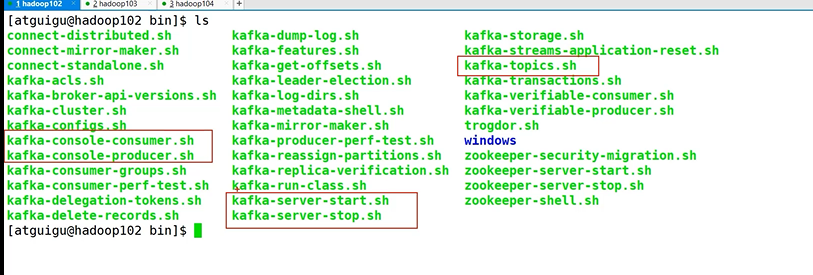 1 hadoop102 2 hadoop103 3 hadoop104 +
[atguigu@hadoop102 bin]$ ls
connect-distributed.sh kafka-dump-log.sh kafka-storage.sh
connect-mirror-maker.sh kafka-features.sh kafka-streams-application-reset.sh
connect-standalone.sh kafka-get-offsets.sh kafka-topics.sh
kafka-acls.sh kafka-leader-election.sh kafka-transactions.sh
kafka-broker-api-versions.sh kafka-log-dirs.sh kafka-verifiable-consumer.sh
kafka-cluster.sh kafka-metadata-shell.sh kafka-verifiable-producer.sh
kafka-configs.sh kafka-mirror-maker.sh trogdor.sh
kafka-console-consumer.sh kafka-producer-perf-test.sh windows
kafka-console-producer.sh kafka-reassign-partitions.sh zookeeper-security-migration.sh
kafka-consumer-groups.sh kafka-replica-verification.sh zookeeper-server-start.sh
kafka-consumer-perf-test.sh kafka-run-class.sh zookeeper-server-stop.sh
kafka-delegation-tokens.sh kafka-server-start.sh zookeeper-shell.sh
kafka-delete-records.sh kafka-server-stop.sh
[atguigu@hadoop102 bin]$